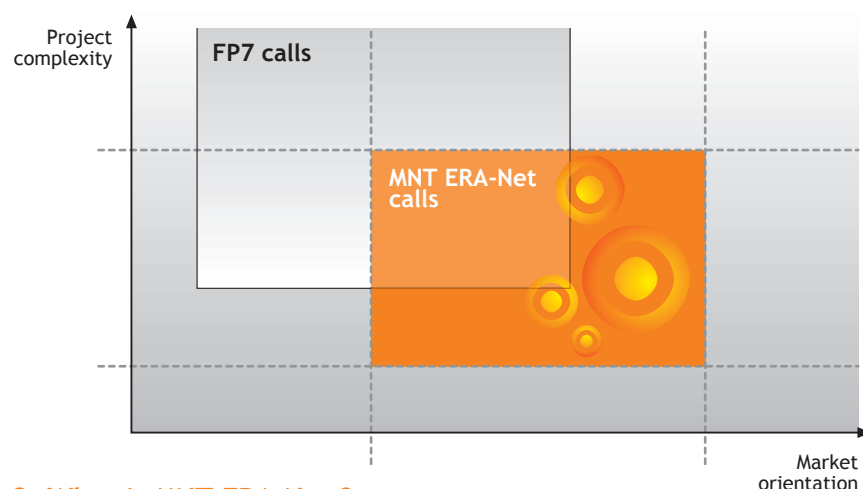 Project
complexity
FP7 calls
MNT ERA-Net
calls
Market
orientation